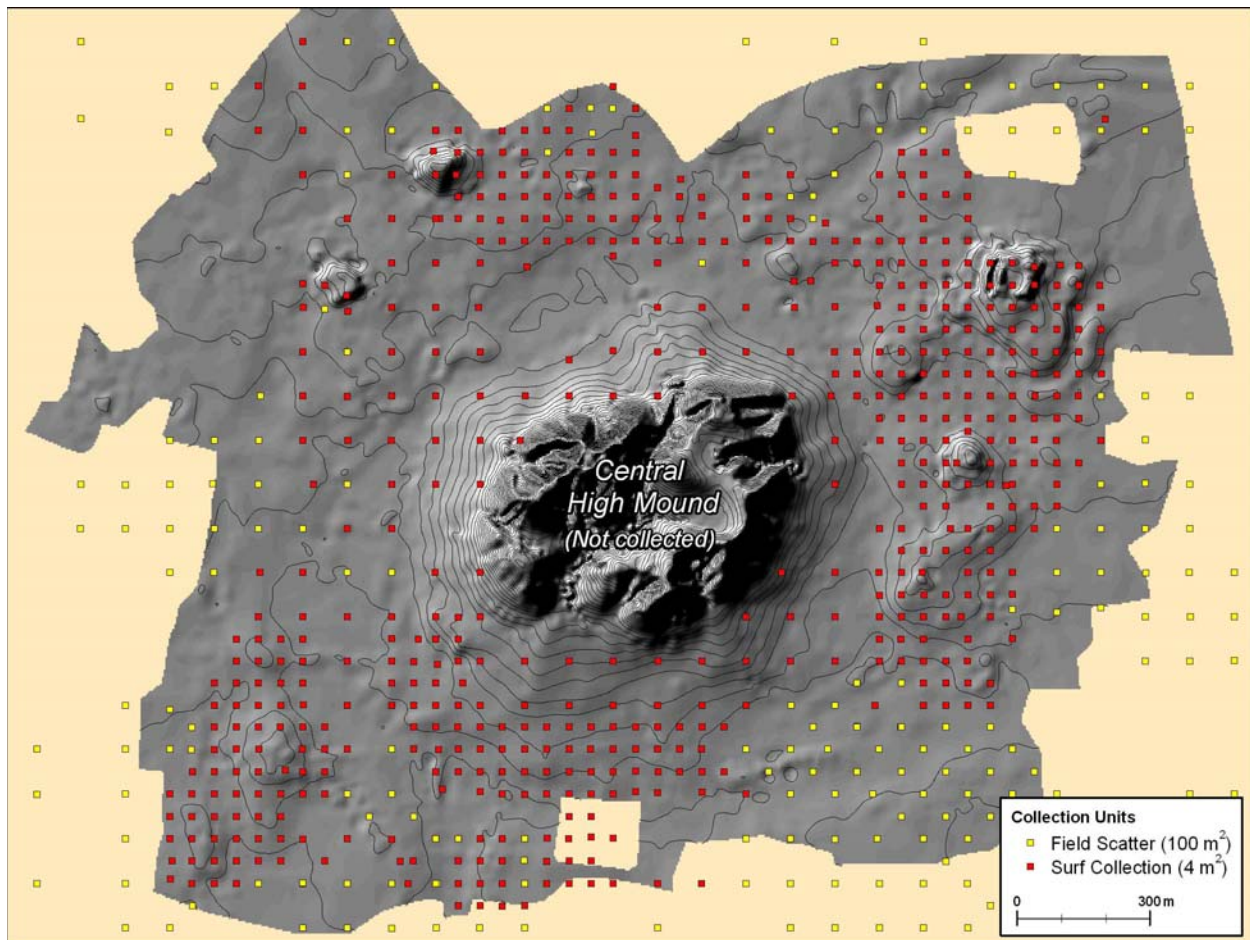 Central
High Mound
(Not collected)
Collection Units
Field Scatter (100 m²)
Surf Collection (4 m²)
0 300 m